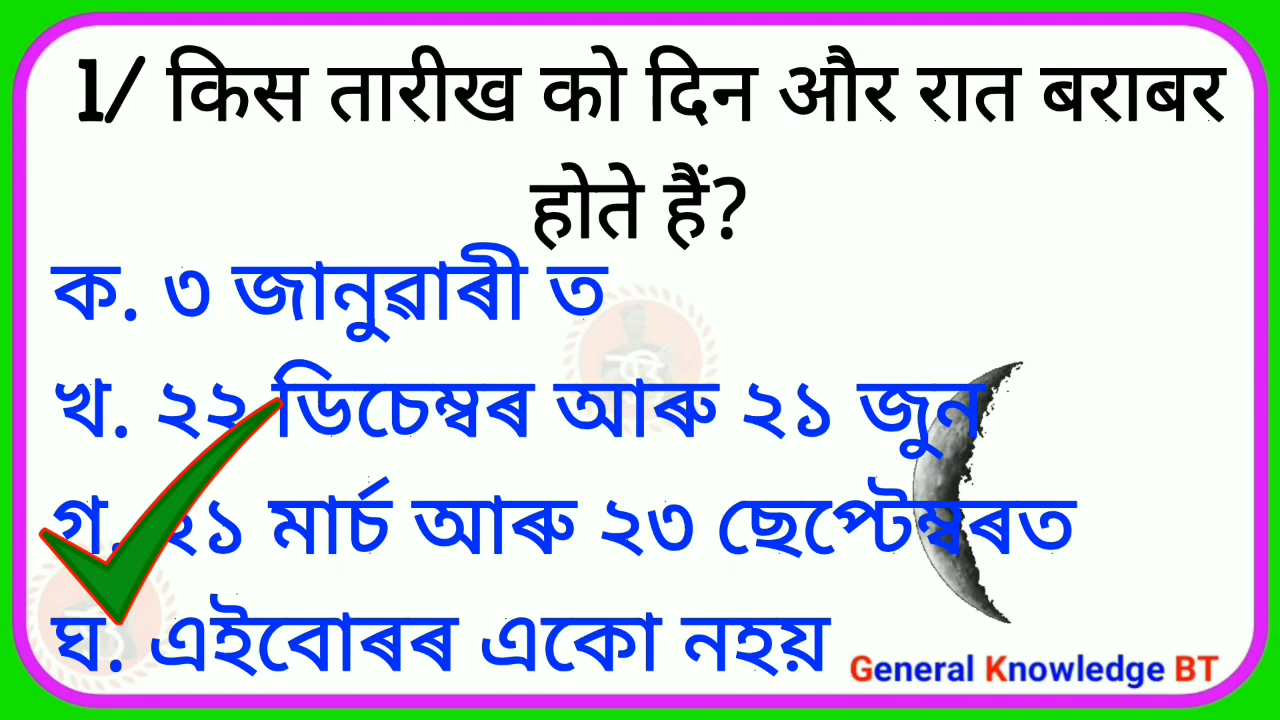 1/ किस तारीख को दिन और रात बराबर
होते हैं?
ক. ৩ জানুৱাৰী ত
খ. ২২ ডিচেম্বৰ আৰু ২১ জুন
গ. ২১ মাৰ্চ আৰু ২৩ ছেপ্টেম্বৰত
ঘ. এইবোৰৰ একো নহয়
General Knowledge BT